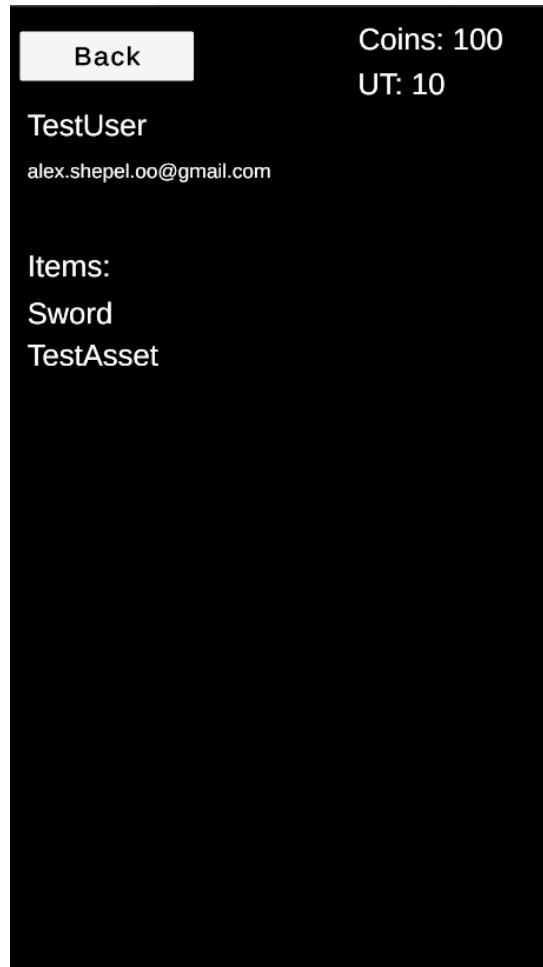 Back
Coins: 100
UT: 10
TestUser
alex.shepel.oo@gmail.com
Items:
Sword
TestAsset